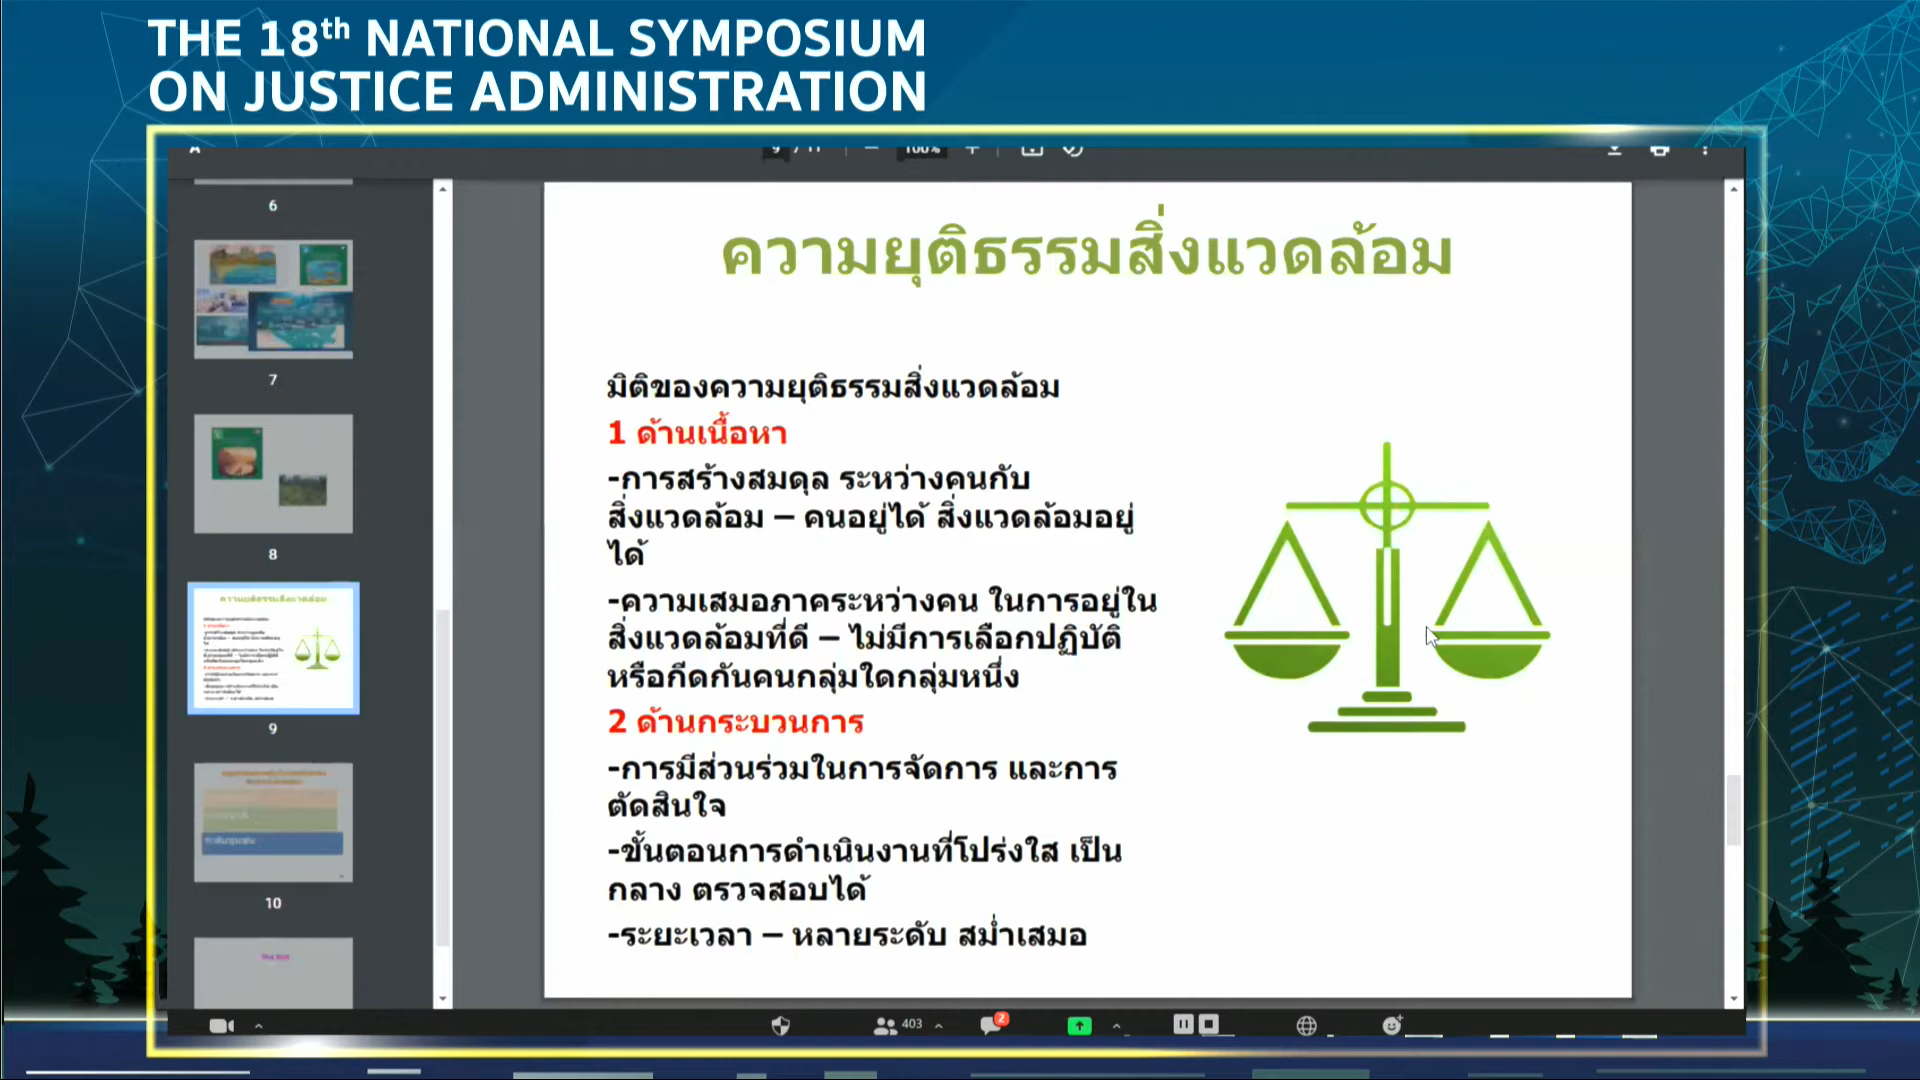 THE 18th NATIONAL SYMPOSIUM
ON JUSTICE ADMINISTRATION
9 / 11
100%
6
7
8
9
10
The End
ความยุติธรรมสิ่งแวดล้อม
มิติของความยุติธรรมสิ่งแวดล้อม
1 ด้านเนื้อหา
-การสร้างสมดุล ระหว่างคนกับ
สิ่งแวดล้อม – คนอยู่ได้ สิ่งแวดล้อมอยู่
ได้
-ความเสมอภาคระหว่างคน ในการอยู่ใน
สิ่งแวดล้อมที่ดี – ไม่มีการเลือกปฏิบัติ
หรือกีดกันคนกลุ่มใดกลุ่มหนึ่ง
2 ด้านกระบวนการ
-การมีส่วนร่วมในการจัดการ และการ
ตัดสินใจ
-ขั้นตอนการดำเนินงานที่โปร่งใส เป็น
กลาง ตรวจสอบได้
-ระยะเวลา – หลายระดับ สม่ำเสมอ
403
2